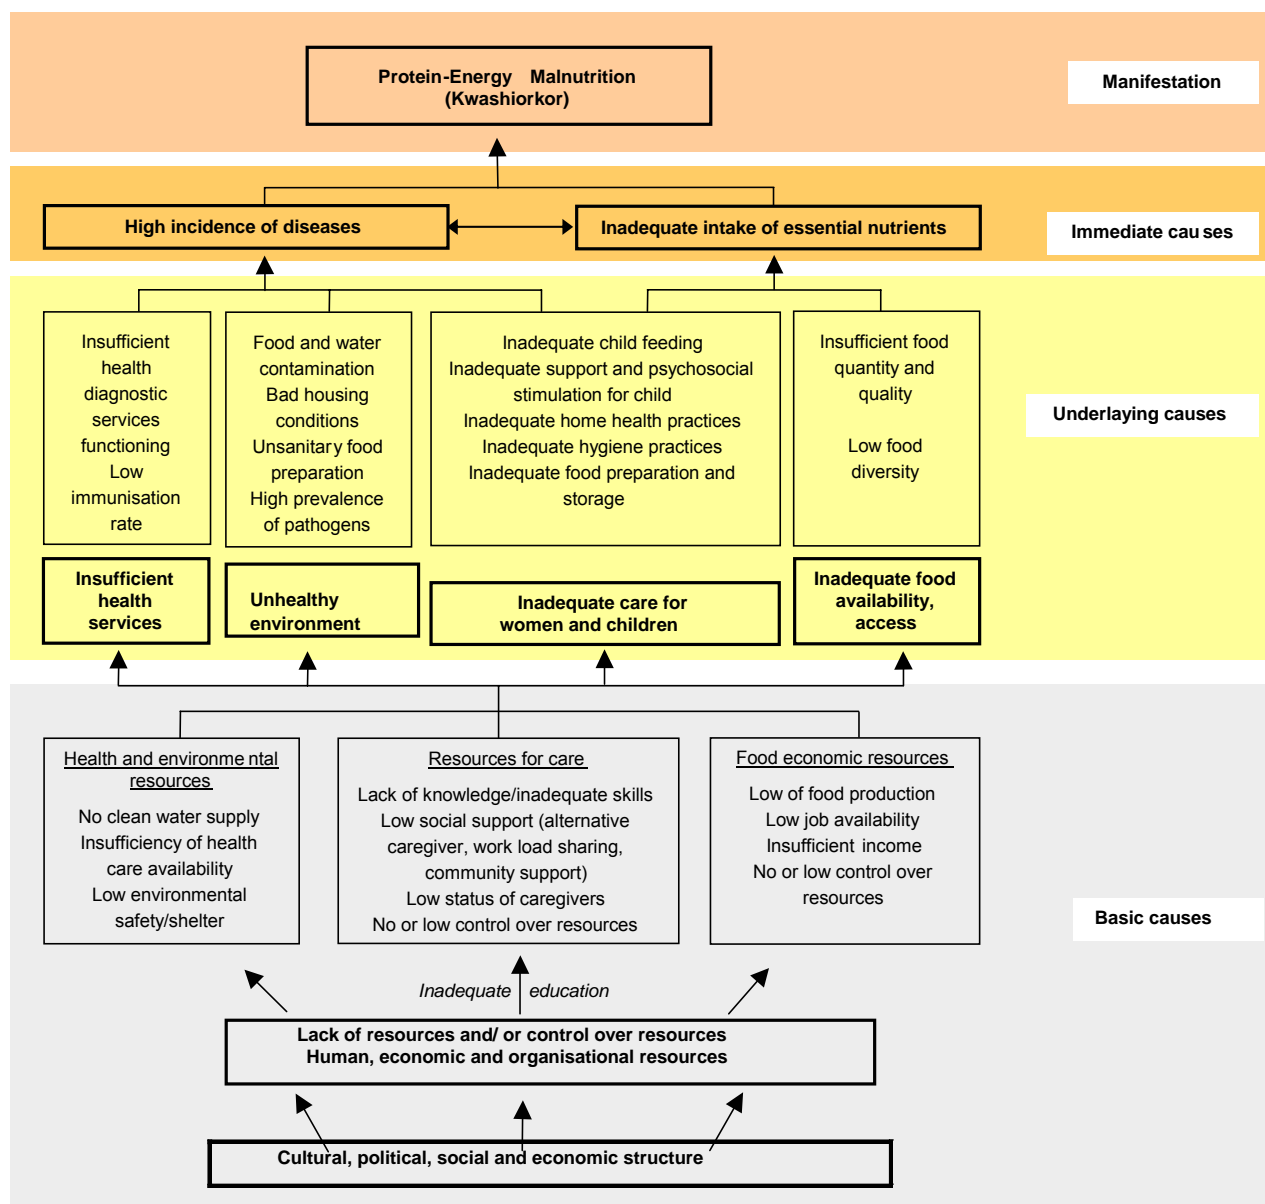 Protein-Energy Malnutrition
(Kwashiorkor)
Manifestation
High incidence of diseases
Inadequate intake of essential nutrients
Immediate causes
Insufficient
health
diagnostic
services
functioning
Low
immunisation
rate
Food and water
contamination
Bad housing
conditions
Unsanitary food
preparation
High prevalence
of pathogens
Inadequate child feeding
Inadequate support and psychosocial
stimulation for child
Inadequate home health practices
Inadequate hygiene practices
Inadequate food preparation and
storage
Insufficient food
quantity and
quality
Low food
diversity
Underlaying causes
Insufficient
health
services
Unhealthy
environment
Inadequate care for
women and children
Inadequate food
availability,
access
Health and environmental
resources
No clean water supply
Insufficiency of health
care availability
Low environmental
safety/shelter
Resources for care
Lack of knowledge/inadequate skills
Low social support (alternative
caregiver, work load sharing,
community support)
Low status of caregivers
No or low control over resources
Food economic resources
Low of food production
Low job availability
Insufficient income
No or low control over
resources
Basic causes
Inadequate education
Lack of resources and/ or control over resources
Human, economic and organisational resources
Cultural, political, social and economic structure